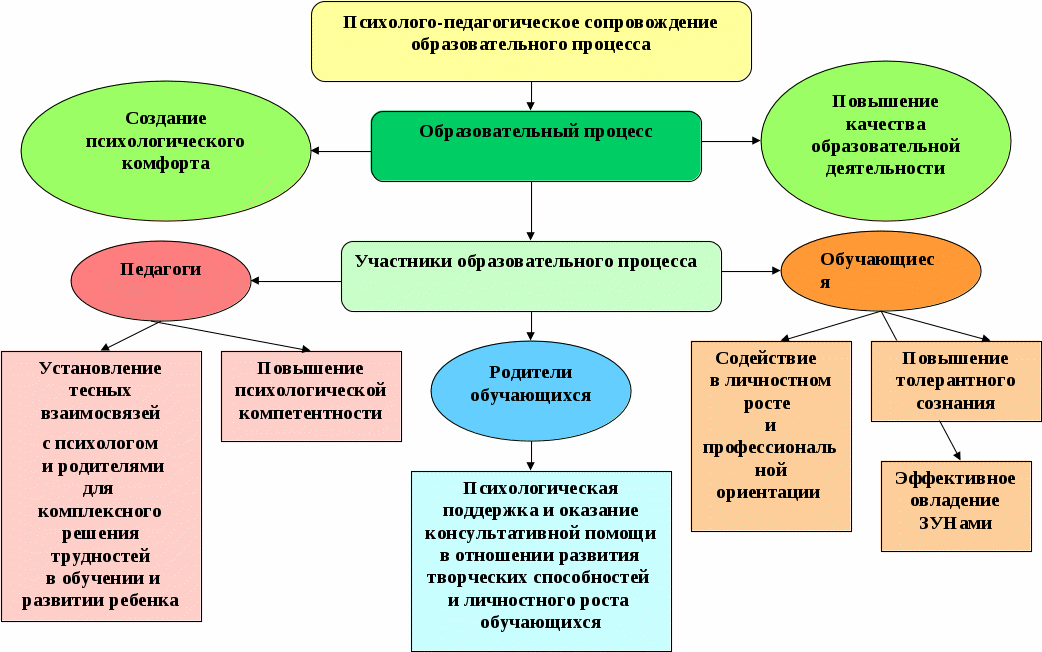 Психолого-педагогическое сопровождение
образовательного процесса
Создание
психологического
комфорта
Образовательный процесс
Повышение
качества
образовательной
деятельности
Педагоги
Участники образовательного процесса
Обучающиес
я
Установление
тесных
взаимосвязей
с психологом
и родителями
для
комплексного
решения
трудностей
в обучении и
развитии ребенка
Повышение
психологической
компетентности
Родители
обучающихся
Психологическая
поддержка и оказание
консультативной помощи
в отношении развития
творческих способностей
и личностного роста
обучающихся
Содействие
в личностном
росте
и
профессиональ
ной
ориентации
Повышение
толерантного
сознания
Эффективное
овладение
ЗУНами